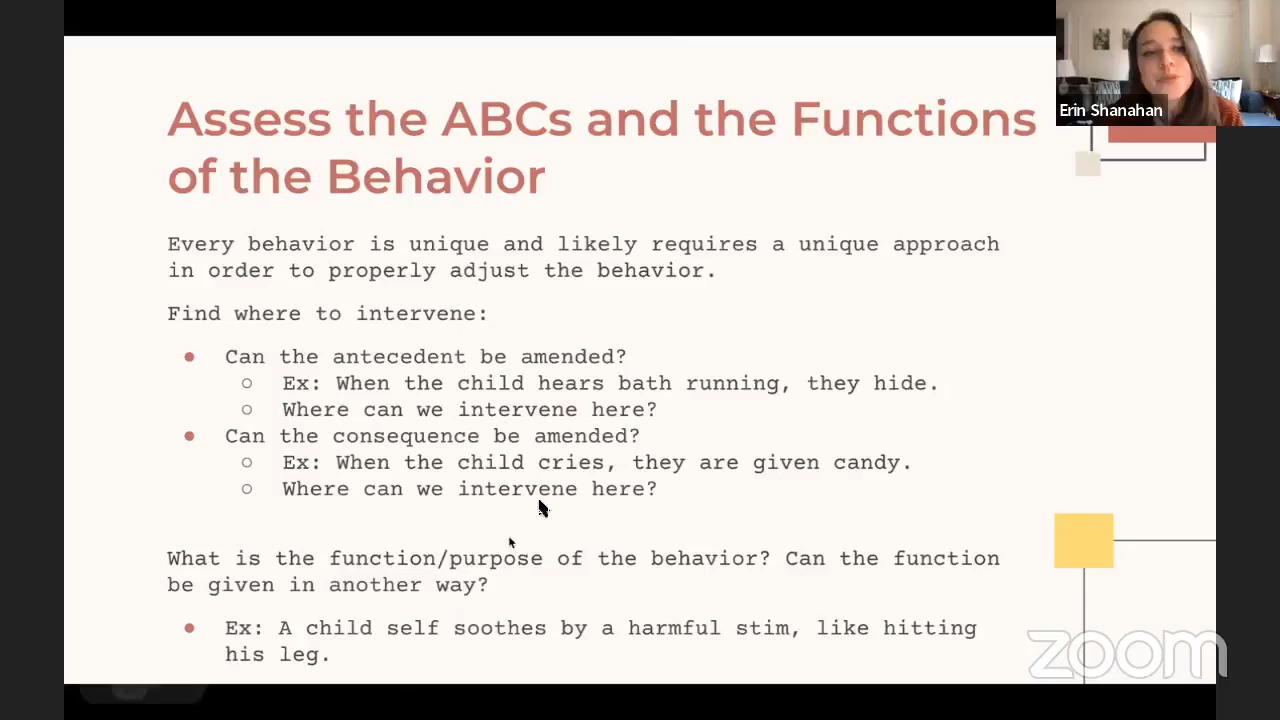 Erin Shanahan
Assess the ABCs and the Functions
of the Behavior
Every behavior is unique and likely requires a unique approach
in order to properly adjust the behavior.
Find where to intervene:
● Can the antecedent be amended?
○ Ex: When the child hears bath running, they hide.
○ Where can we intervene here?
● Can the consequence be amended?
○ Ex: When the child cries, they are given candy.
○ Where can we intervene here?
What is the function/purpose of the behavior? Can the function
be given in another way?
● Ex: A child self soothes by a harmful stim, like hitting
his leg.
zoom